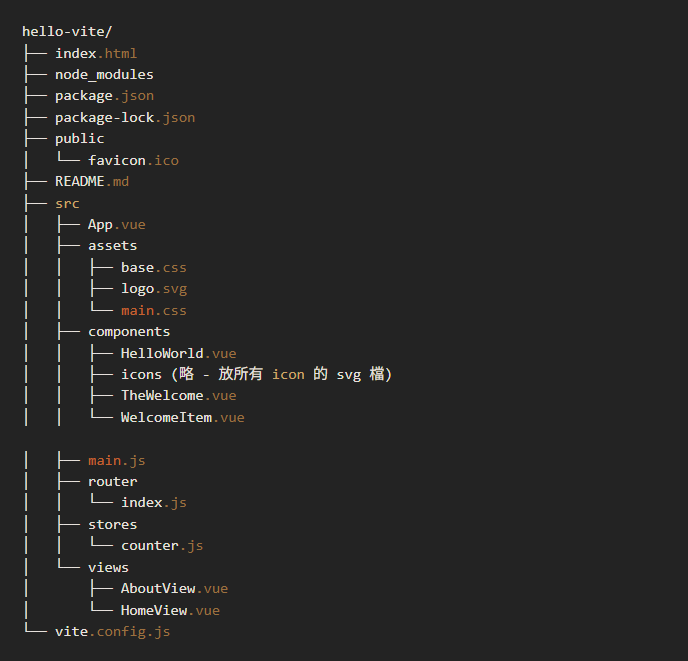 hello-vite/
├── index.html
├── node_modules
├── package.json
├── package-lock.json
├── public
│   └── favicon.ico
├── README.md
├── src
│   ├── App.vue
│   ├── assets
│   │   ├── base.css
│   │   ├── logo.svg
│   │   └── main.css
│   ├── components
│   │   ├── HelloWorld.vue
│   │   ├── icons (略 - 放所有 icon 的 svg 檔)
│   │   ├── TheWelcome.vue
│   │   └── WelcomeItem.vue

│   ├── main.js
│   ├── router
│   │   └── index.js
│   ├── stores
│   │   └── counter.js
│   └── views
│       ├── AboutView.vue
│       └── HomeView.vue
└── vite.config.js